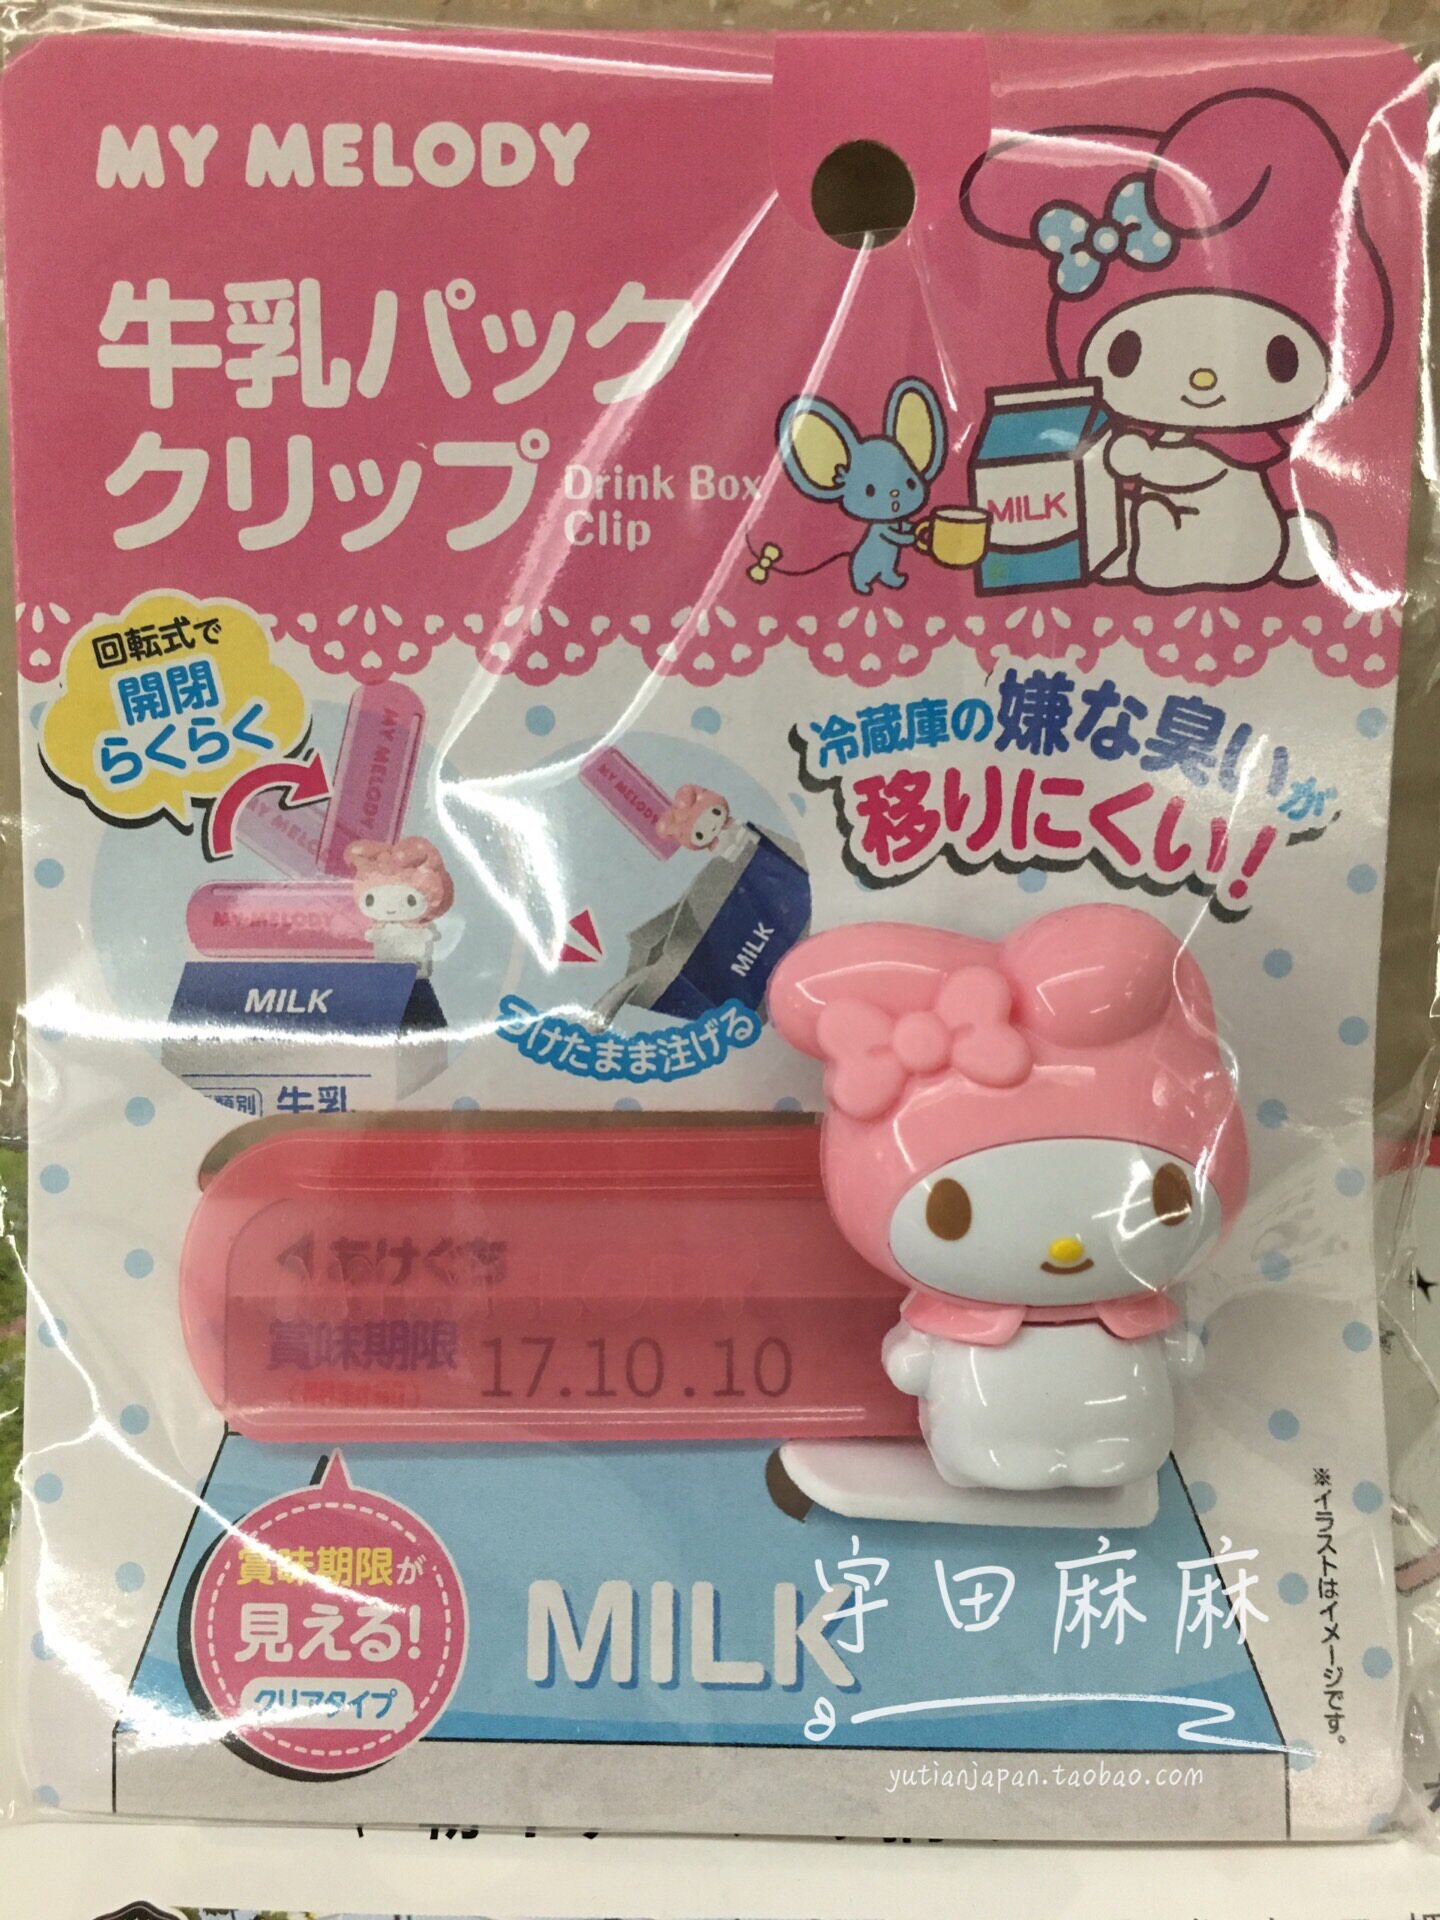 MY MELODY
牛乳パック
クリップ
Drink Box
Clip
MILK
回転式で
開閉
らくらく
冷蔵庫の嫌な臭いが
移りにくい!
MY MELODY
MY MELODY
MY MELODY
MILK
MILK
つけたまま注げる
類別 牛乳
あけぐち
賞味期限 17.10.10
(開封前)
賞味期限が
見える!
クリアタイプ
MILK
※イラストはイメージです。
宇田麻麻
yutianjapan.taobao.com